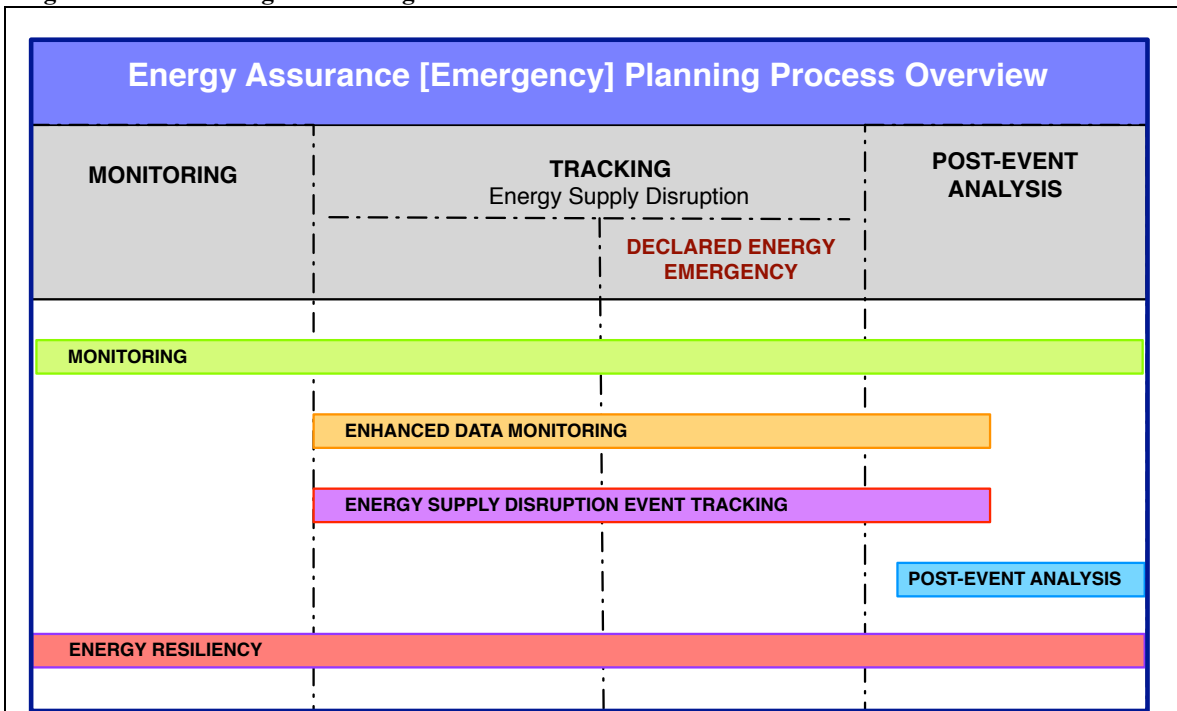 Energy Assurance [Emergency] Planning Process Overview
MONITORING
TRACKING
Energy Supply Disruption
DECLARED ENERGY
EMERGENCY
POST-EVENT
ANALYSIS
MONITORING
ENHANCED DATA MONITORING
ENERGY SUPPLY DISRUPTION EVENT TRACKING
POST-EVENT ANALYSIS
ENERGY RESILIENCY